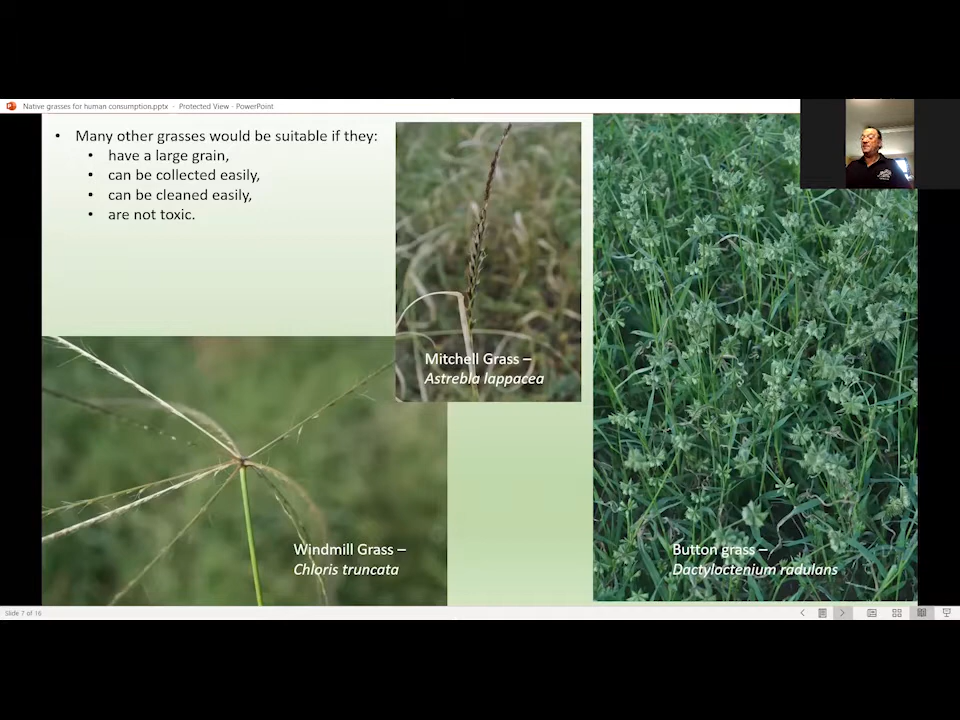 Native grasses for human consumption.pptx - Protected View - PowerPoint
• Many other grasses would be suitable if they:
• have a large grain,
• can be collected easily,
• can be cleaned easily,
• are not toxic.
Mitchell Grass –
Astrebla lappacea
Windmill Grass –
Chloris truncata
Button grass –
Dactyloctenium radulans
Slide 7 of 16